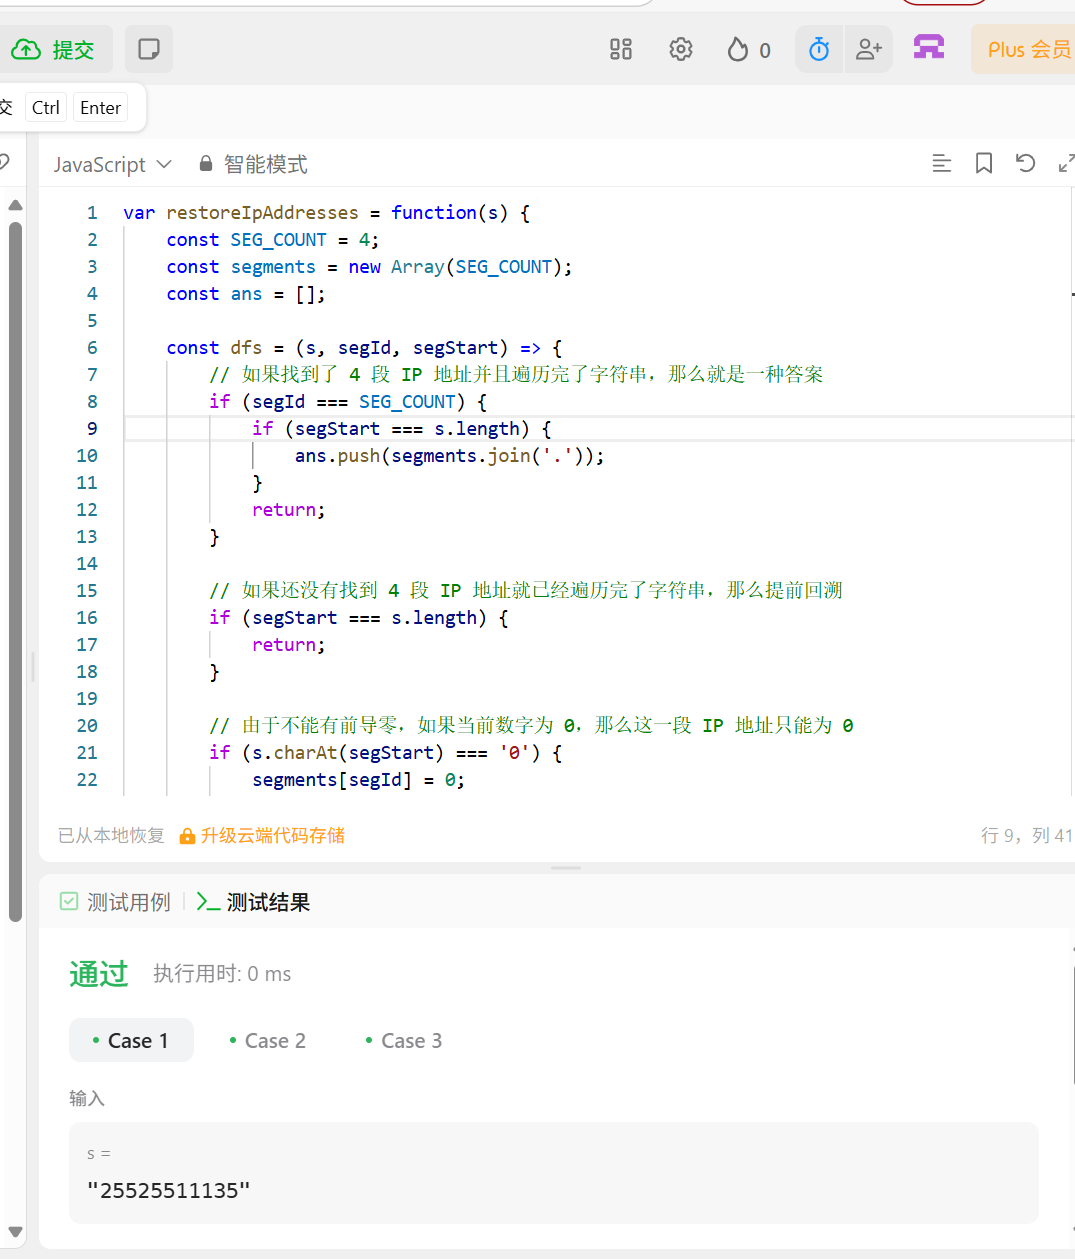 提交
0
Plus 会员
交 Ctrl Enter
JavaScript 智能模式
1 var restoreIpAddresses = function(s) {
2 const SEG_COUNT = 4;
3 const segments = new Array(SEG_COUNT);
4 const ans = [];
5
6 const dfs = (s, segId, segStart) => {
7 // 如果找到了 4 段 IP 地址并且遍历完了字符串，那么就是一种答案
8 if (segId === SEG_COUNT) {
9 if (segStart === s.length) {
10 ans.push(segments.join('.'));
11 }
12 return;
13 }
14
15 // 如果还没有找到 4 段 IP 地址就已经遍历完了字符串，那么提前回溯
16 if (segStart === s.length) {
17 return;
18 }
19
20 // 由于不能有前导零，如果当前数字为 0，那么这一段 IP 地址只能为 0
21 if (s.charAt(segStart) === '0') {
22 segments[segId] = 0;
已从本地恢复 升级云端代码存储 行 9，列 41
测试用例 测试结果
通过 执行用时: 0 ms
Case 1 Case 2 Case 3
输入
s =
"25525511135"